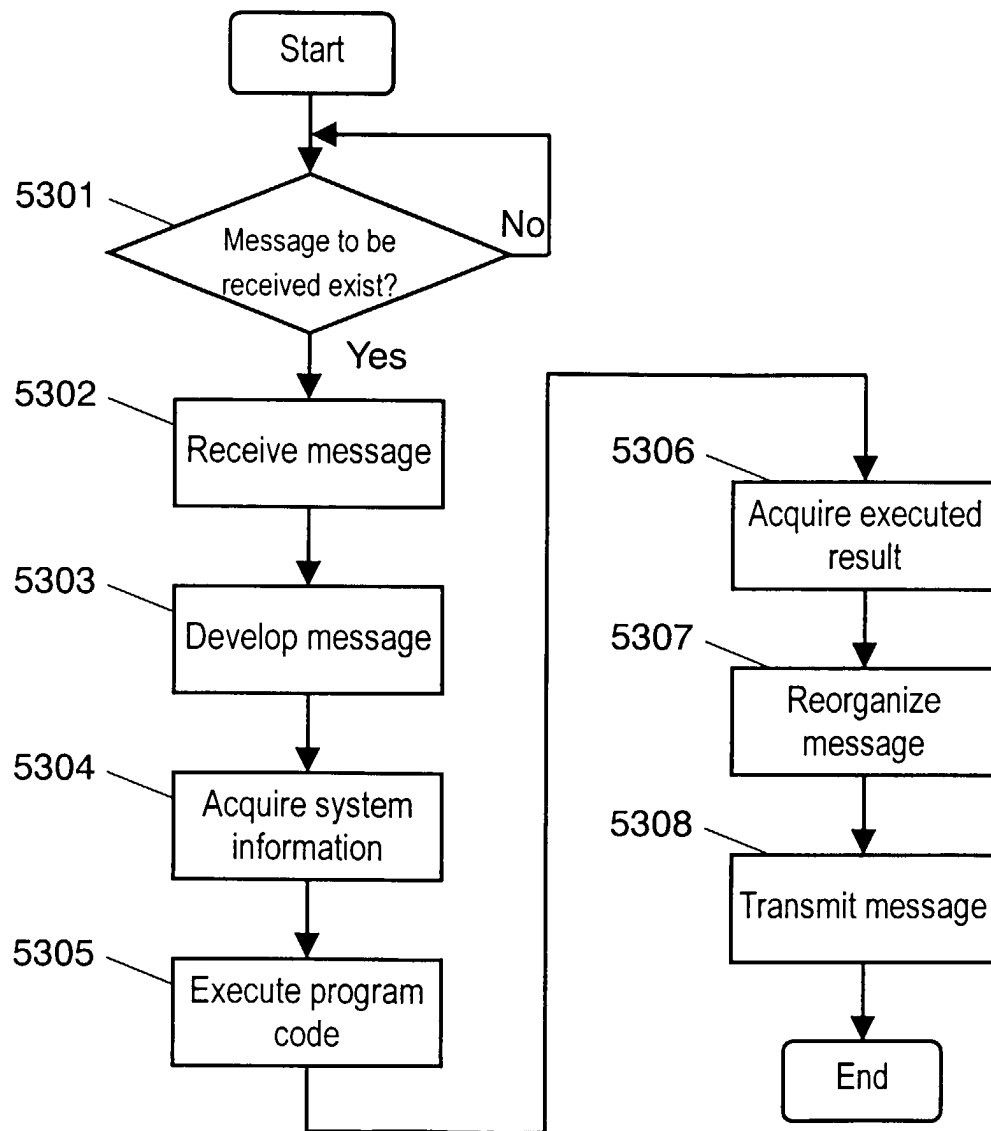 Start
5301
Message to be
received exist?
No
Yes
5302
Receive message
5303
Develop message
5304
Acquire system
information
5305
Execute program
code
5306
Acquire executed
result
5307
Reorganize
message
5308
Transmit message
End